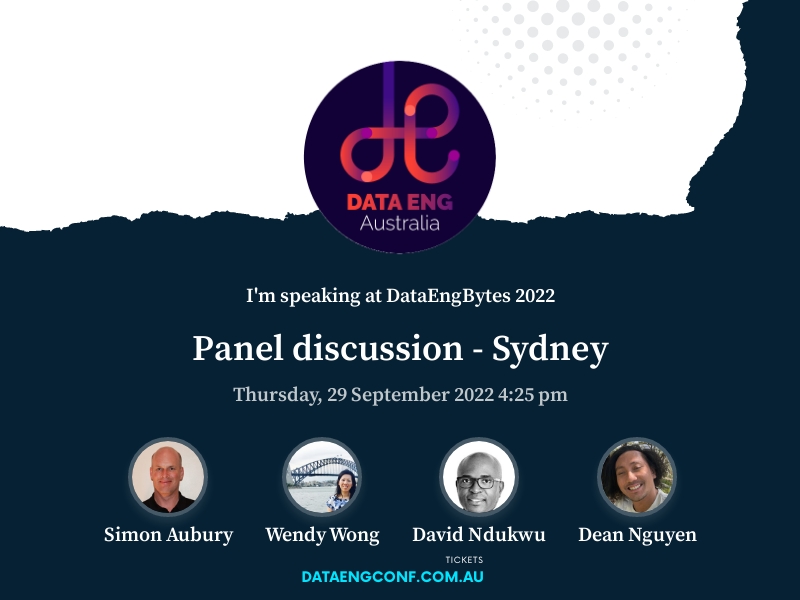 DATA ENG
Australia
I'm speaking at DataEngBytes 2022
Panel discussion - Sydney
Thursday, 29 September 2022 4:25 pm
Simon Aubury
Wendy Wong
David Ndukwu
Dean Nguyen
TICKETS
DATAENGCONF.COM.AU